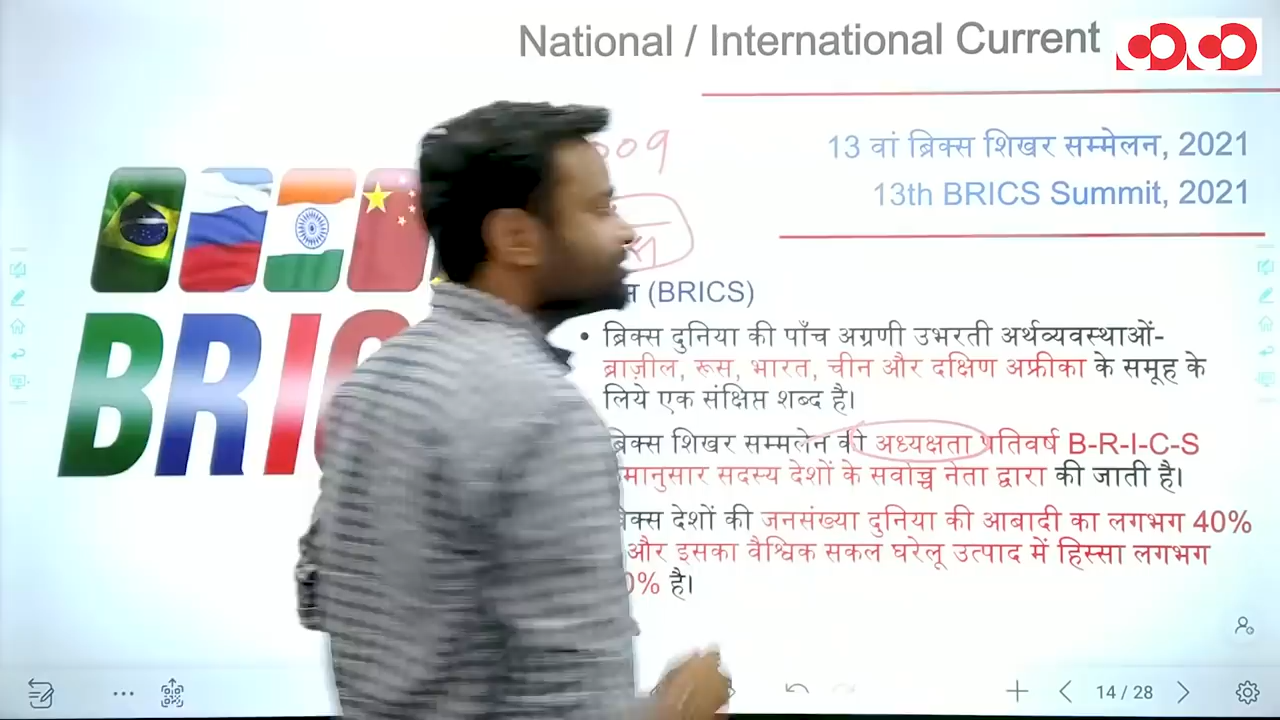 National / International Current
13 वां ब्रिक्स शिखर सम्मेलन, 2021
13th BRICS Summit, 2021
(BRICS)
BRIC
• ब्रिक्स दुनिया की पाँच अग्रणी उभरती अर्थव्यवस्थाओं-
ब्राज़ील, रूस, भारत, चीन और दक्षिण अफ्रीका के समूह के
लिये एक संक्षिप्त शब्द है।
शिखर सम्मलेन की अध्यक्षता प्रतिवर्ष B-R-I-C-S
सदस्य देशों के सर्वोच्च नेता द्वारा की जाती है।
देशों की जनसंख्या दुनिया की आबादी का लगभग 40%
और इसका वैश्विक सकल घरेलू उत्पाद में हिस्सा लगभग
है।
14 / 28